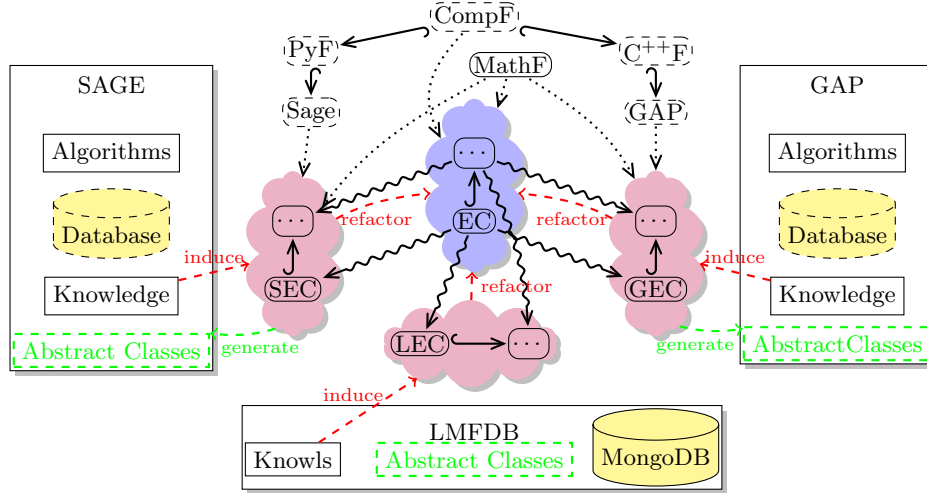 CompF
PyF
C++F
MathF
SAGE
GAP
Sage
GAP
Algorithms
...
Algorithms
Database
...
refactor
EC
refactor
...
Database
induce
induce
Knowledge
SEC
refactor
GEC
Knowledge
Abstract Classes
generate
LEC
...
generate
AbstractClasses
induce
LMFDB
Knowls
Abstract Classes
MongoDB